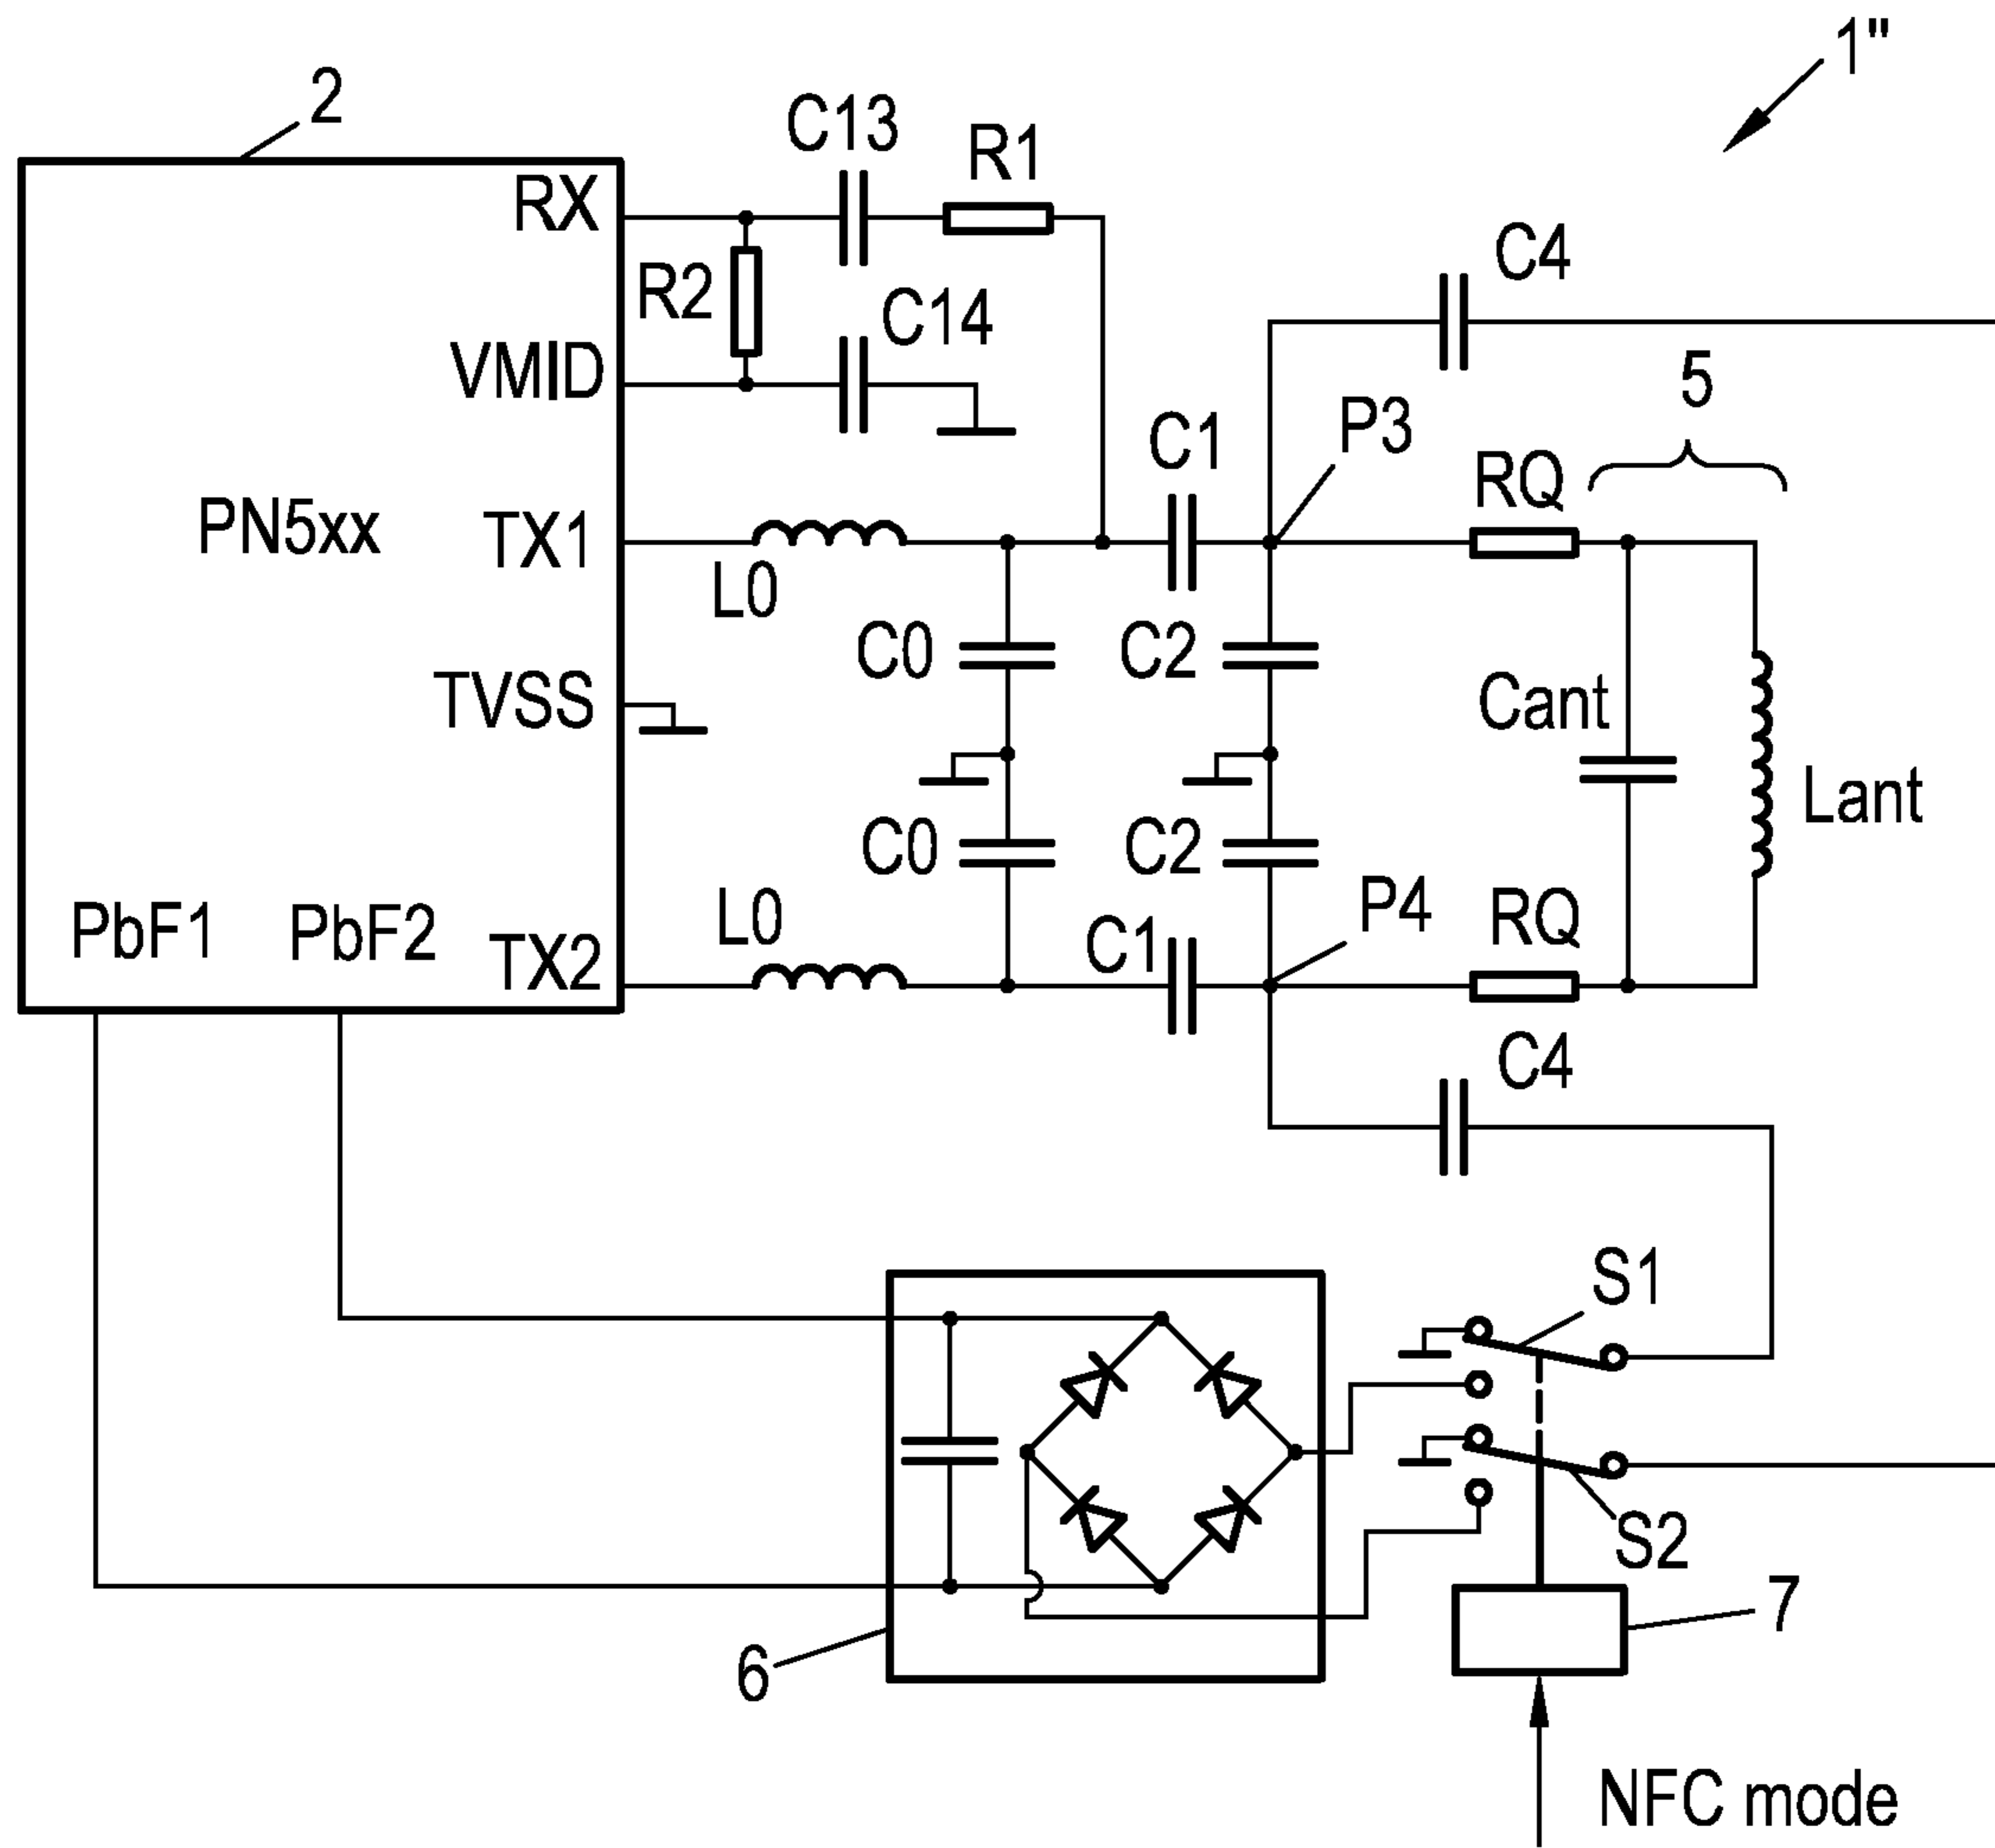 1"
2
C13
R1
RX
R2
C14
C4
VMID
5
P3
C1
RQ
PN5xx
TX1
L0
C0
C2
Cant
TVSS
Lant
C0
C2
P4
L0
C1
RQ
PbF1
PbF2
TX2
C4
S1
S2
7
6
NFC mode